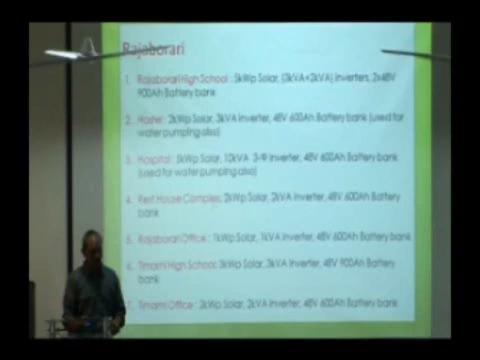 Rajaborari
1. Rajaborari High School : 5kWp Solar, (3kVA+2kVA) Inverters, 2x48V
900Ah Battery bank
2. Hostel : 2kWp Solar, 3kVA Inverter, 48V 600Ah Battery bank (used for
water pumping also)
3. Hospital : 5kWp Solar, 10kVA 3-Φ Inverter, 48V 600Ah Battery bank
(used for water pumping also)
4. Rest House Complex: 2kWp Solar, 2kVA Inverter, 48V 600Ah Battery
bank
5. Rajaborari Office : 1kWp Solar, 1kVA Inverter, 48V 600Ah Battery bank
6. Timarni High School: 3kWp Solar, 3kVA Inverter, 48V 900Ah Battery
bank
7. Timarni Office : 2kWp Solar, 2kVA Inverter, 48V 600Ah Battery bank